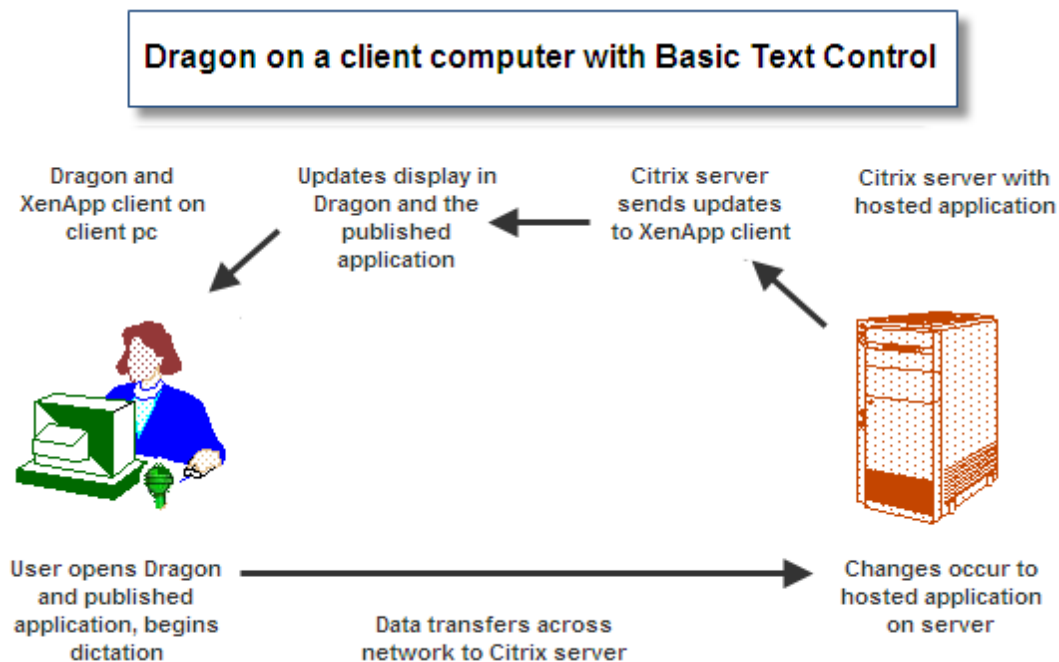 Dragon on a client computer with Basic Text Control
Dragon and
XenApp client on
client pc
Updates display in
Dragon and the
published
application
Citrix server
sends updates
to XenApp client
Citrix server with
hosted application
User opens Dragon
and published
application, begins
dictation
Data transfers across
network to Citrix server
Changes occur to
hosted application
on server